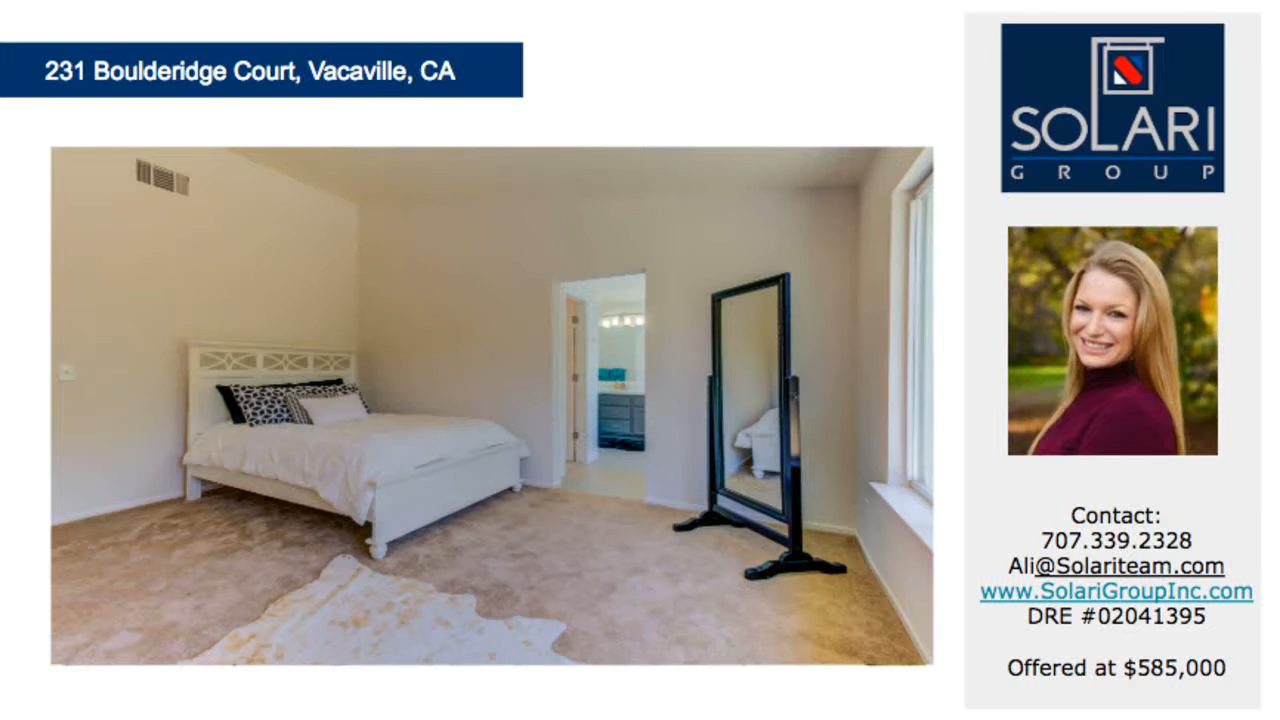 231 Boulderidge Court, Vacaville, CA
SOLARI
GROUP
Contact:
707.339.2328
Ali@Solariteam.com
www.SolariGroupInc.com
DRE #02041395
Offered at $585,000